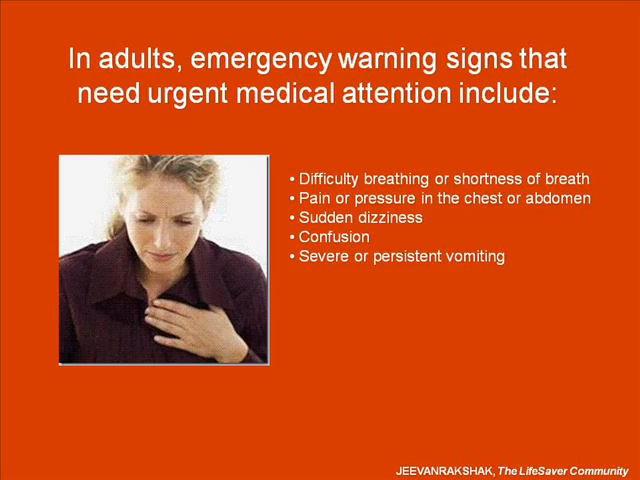 In adults, emergency warning signs that
need urgent medical attention include:
• Difficulty breathing or shortness of breath
• Pain or pressure in the chest or abdomen
• Sudden dizziness
• Confusion
• Severe or persistent vomiting
JEEVANRAKSHAK, The LifeSaver Community